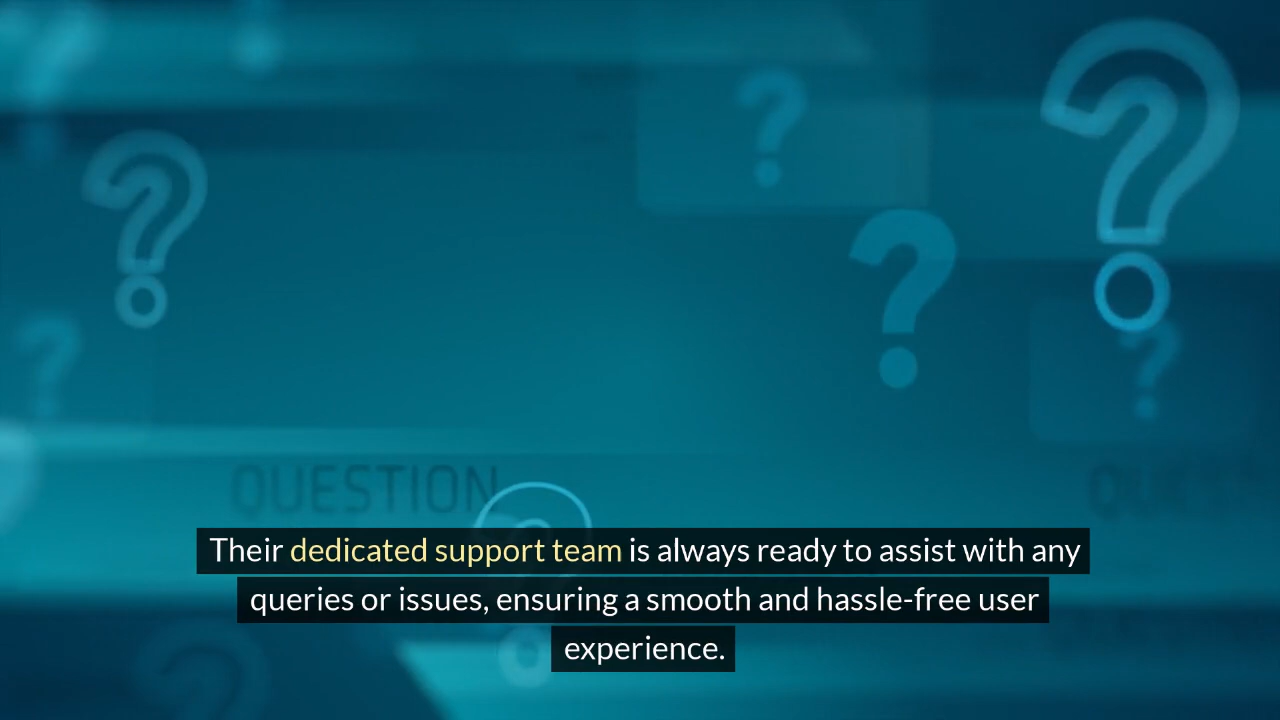 QUESTION
Their dedicated support team is always ready to assist with any
queries or issues, ensuring a smooth and hassle-free user
experience.